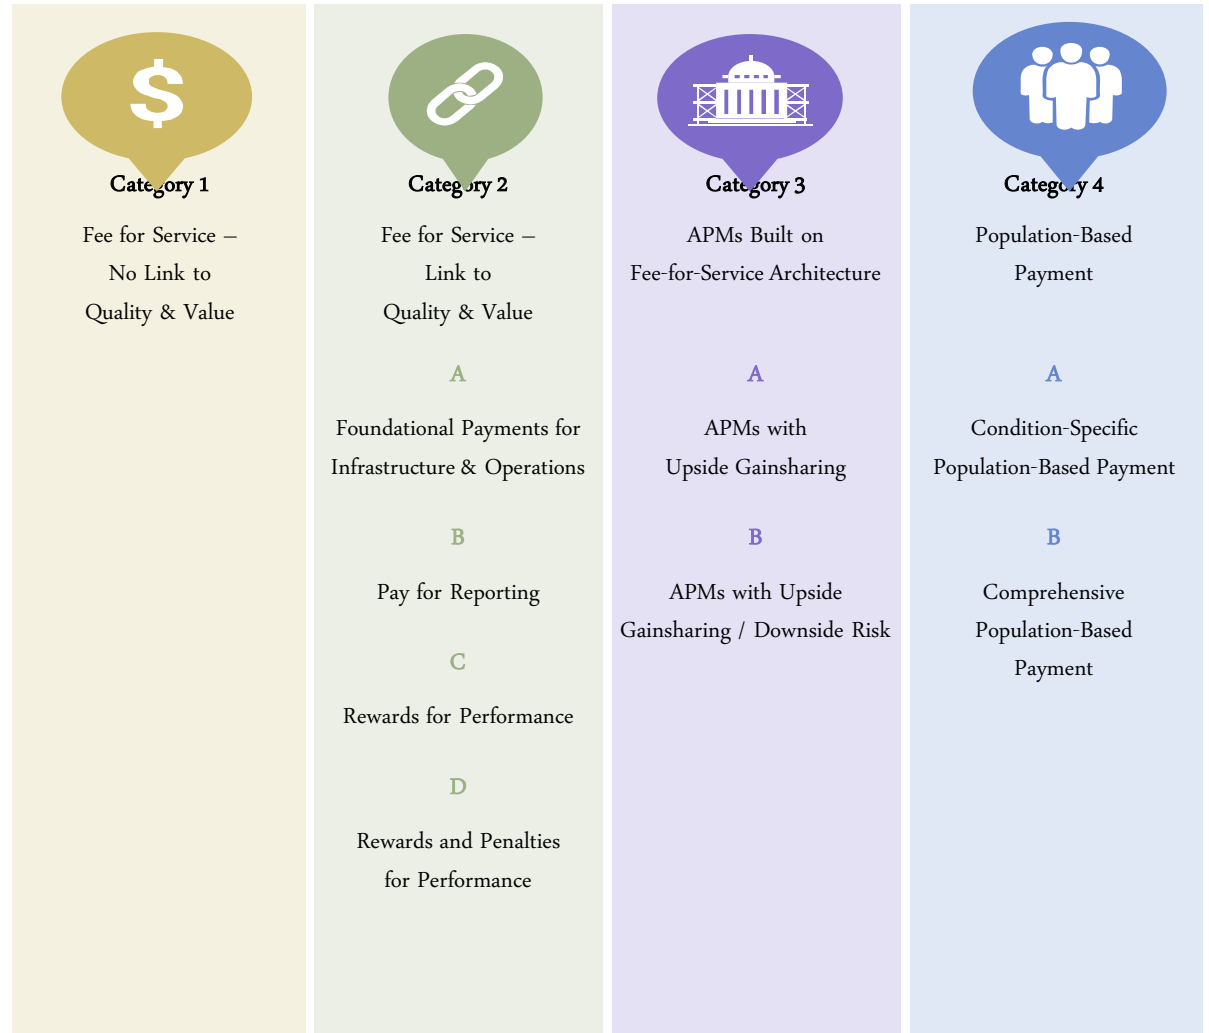 $
Category 1
Fee for Service –
No Link to
Quality & Value
Category 2
Fee for Service –
Link to
Quality & Value
A
Foundational Payments for
Infrastructure & Operations
B
Pay for Reporting
C
Rewards for Performance
D
Rewards and Penalties
for Performance
Category 3
APMs Built on
Fee-for-Service Architecture
A
APMs with
Upside Gainsharing
B
APMs with Upside
Gainsharing / Downside Risk
Category 4
Population-Based
Payment
A
Condition-Specific
Population-Based Payment
B
Comprehensive
Population-Based
Payment